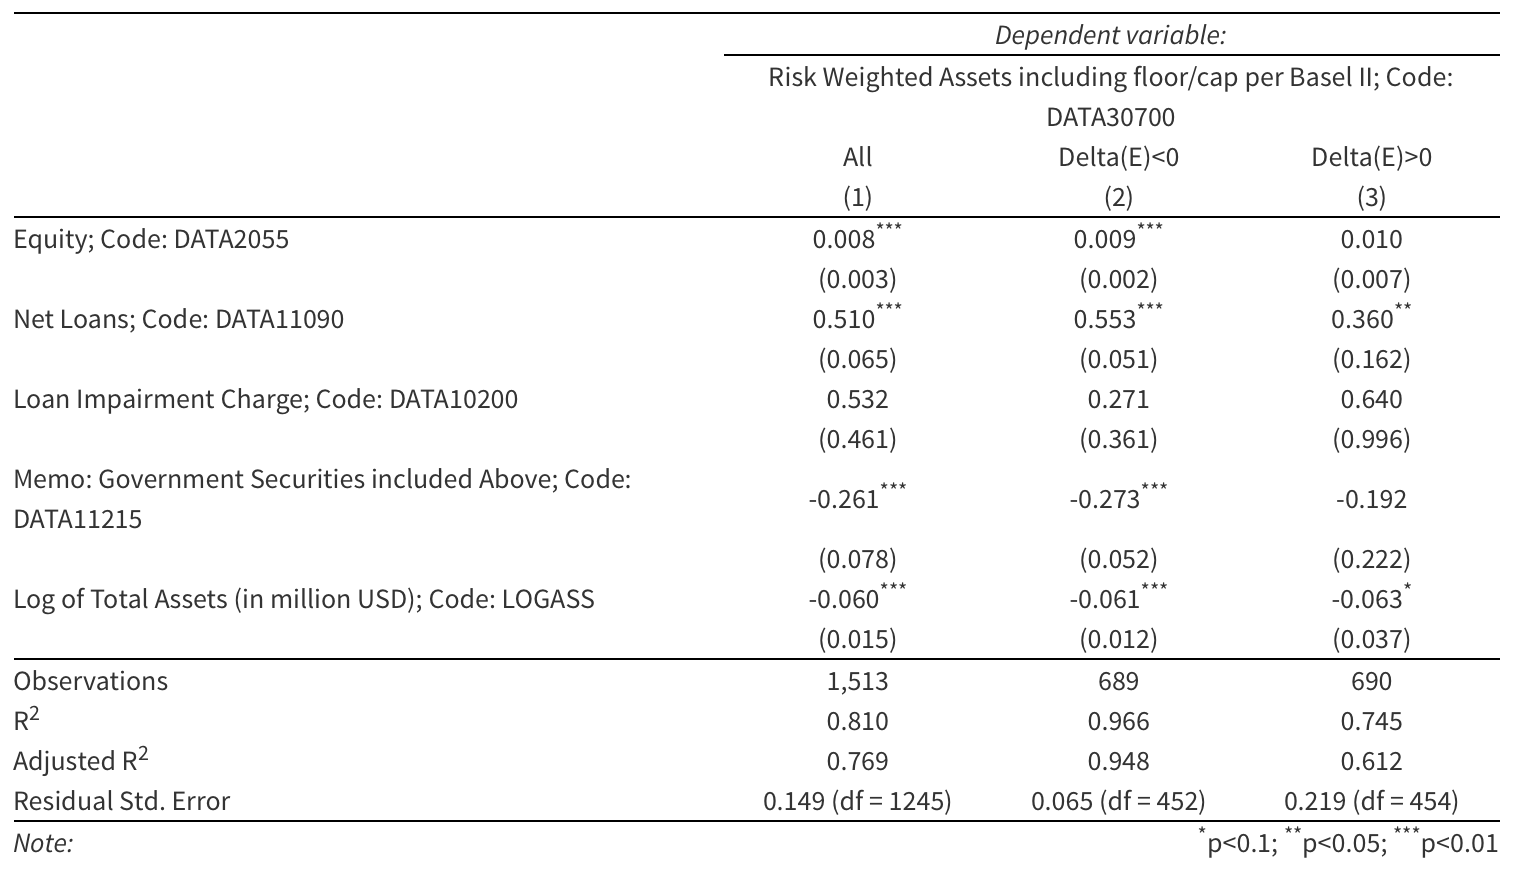 Dependent variable:
Risk Weighted Assets including floor/cap per Basel II; Code:
DATA30700
All Delta(E)<0 Delta(E)>0
(1) (2) (3)
Equity; Code: DATA2055 0.008*** 0.009*** 0.010
(0.003) (0.002) (0.007)
Net Loans; Code: DATA11090 0.510*** 0.553*** 0.360**
(0.065) (0.051) (0.162)
Loan Impairment Charge; Code: DATA10200 0.532 0.271 0.640
(0.461) (0.361) (0.996)
Memo: Government Securities included Above; Code:
DATA11215 -0.261*** -0.273*** -0.192
(0.078) (0.052) (0.222)
Log of Total Assets (in million USD); Code: LOGASS -0.060*** -0.061*** -0.063*
(0.015) (0.012) (0.037)
Observations 1,513 689 690
R2 0.810 0.966 0.745
Adjusted R2 0.769 0.948 0.612
Residual Std. Error 0.149 (df = 1245) 0.065 (df = 452) 0.219 (df = 454)
Note: *p<0.1; **p<0.05; ***p<0.01